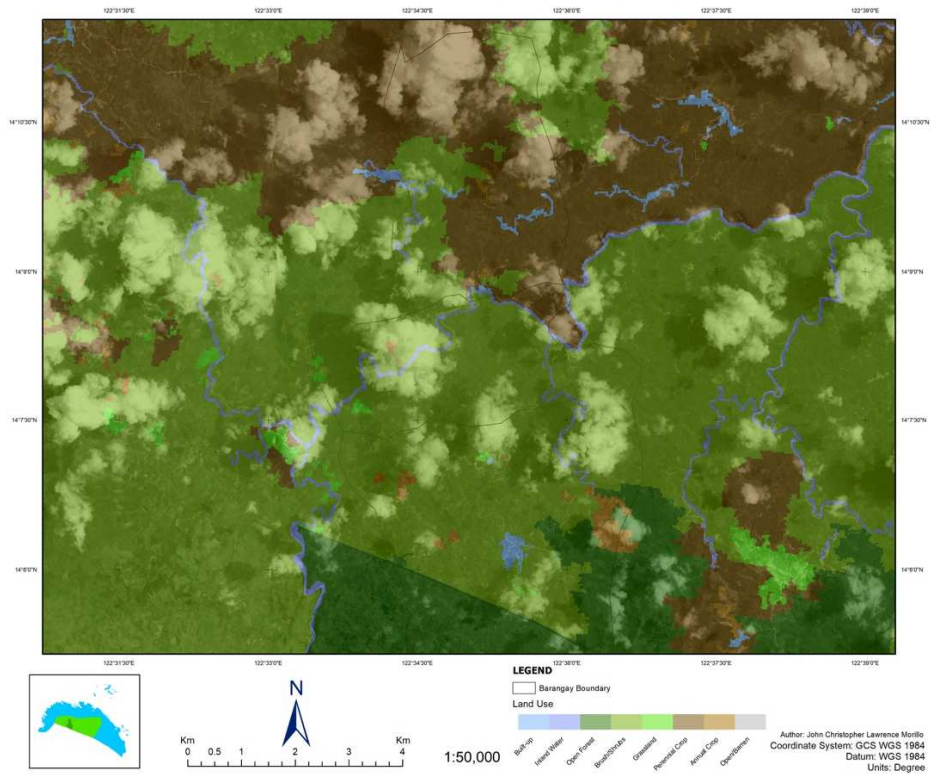 122°31'30"E 122°33'0"E 122°34'30"E 122°36'0"E 122°37'30"E 122°39'0"E
14°10'30"N 14°10'30"N
14°9'0"N 14°9'0"N
14°7'30"N 14°7'30"N
14°6'0"N 14°6'0"N
122°31'30"E 122°33'0"E 122°34'30"E 122°36'0"E 122°37'30"E 122°39'0"E
N
Km Km
0 0.5 1 2 3 4
1:50,000
LEGEND
Barangay Boundary
Land Use
Built-up
Inland Water
Open Forest
Brush/Shrubs
Grassland
Perennial Crop
Annual Crop
Open/Barren
Author: John Christopher Lawrence Morillo
Coordinate System: GCS WGS 1984
Datum: WGS 1984
Units: Degree